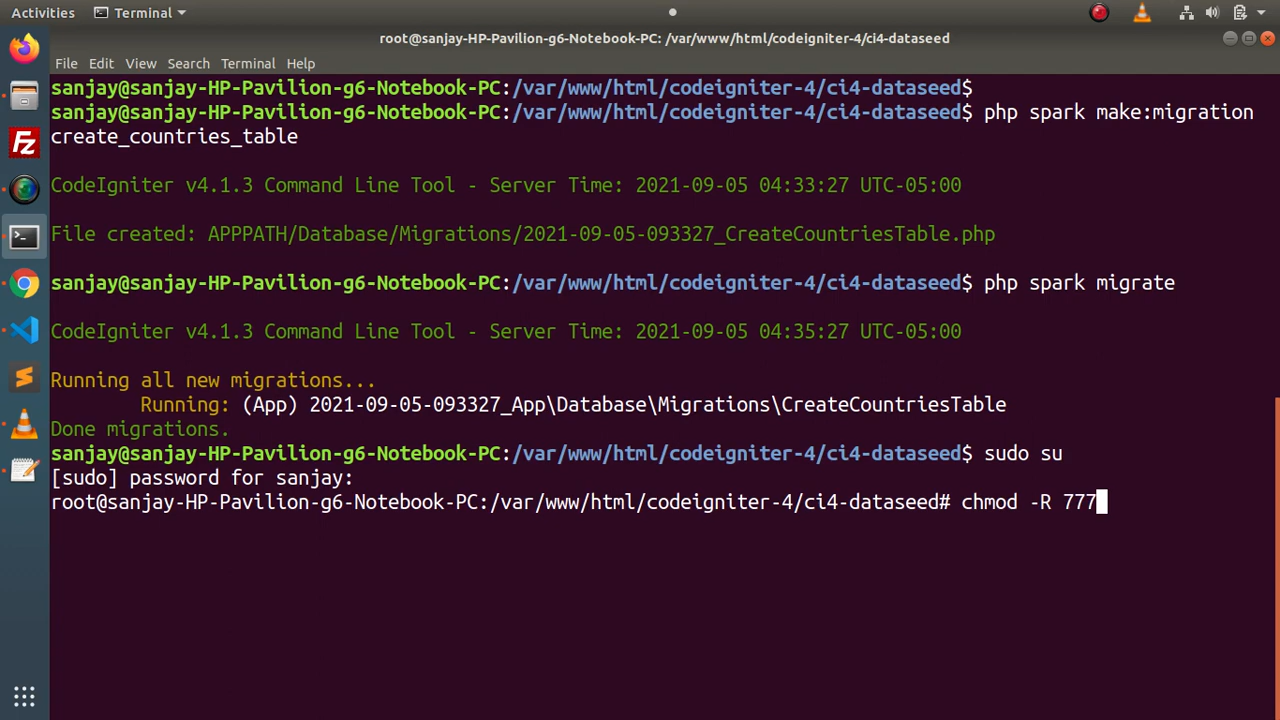 Activities Terminal
root@sanjay-HP-Pavilion-g6-Notebook-PC: /var/www/html/codeigniter-4/ci4-dataseed
File Edit View Search Terminal Help
sanjay@sanjay-HP-Pavilion-g6-Notebook-PC:/var/www/html/codeigniter-4/ci4-dataseed$
sanjay@sanjay-HP-Pavilion-g6-Notebook-PC:/var/www/html/codeigniter-4/ci4-dataseed$ php spark make:migration
create_countries_table
CodeIgniter v4.1.3 Command Line Tool - Server Time: 2021-09-05 04:33:27 UTC-05:00
File created: APPPATH/Database/Migrations/2021-09-05-093327_CreateCountriesTable.php
sanjay@sanjay-HP-Pavilion-g6-Notebook-PC:/var/www/html/codeigniter-4/ci4-dataseed$ php spark migrate
CodeIgniter v4.1.3 Command Line Tool - Server Time: 2021-09-05 04:35:27 UTC-05:00
Running all new migrations...
Running: (App) 2021-09-05-093327_App\Database\Migrations\CreateCountriesTable
Done migrations.
sanjay@sanjay-HP-Pavilion-g6-Notebook-PC:/var/www/html/codeigniter-4/ci4-dataseed$ sudo su
[sudo] password for sanjay:
root@sanjay-HP-Pavilion-g6-Notebook-PC:/var/www/html/codeigniter-4/ci4-dataseed# chmod -R 777